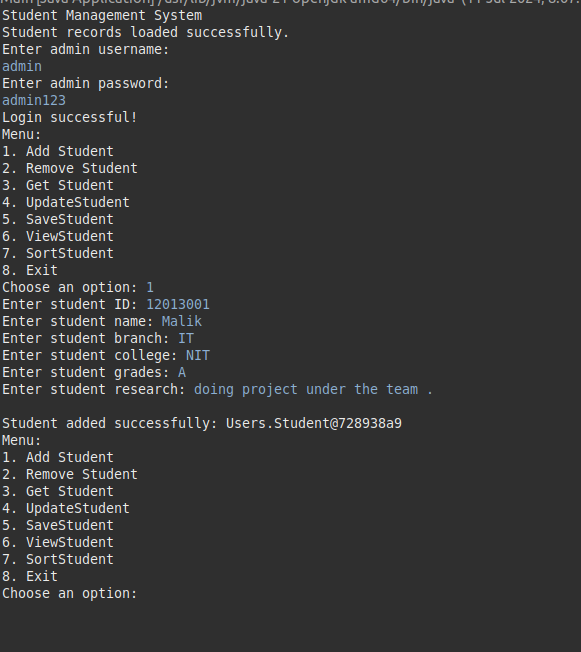 Student Management System
Student records loaded successfully.
Enter admin username:
admin
Enter admin password:
admin123
Login successful!
Menu:
1. Add Student
2. Remove Student
3. Get Student
4. UpdateStudent
5. SaveStudent
6. ViewStudent
7. SortStudent
8. Exit
Choose an option: 1
Enter student ID: 12013001
Enter student name: Malik
Enter student branch: IT
Enter student college: NIT
Enter student grades: A
Enter student research: doing project under the team .
Student added successfully: Users.Student@728938a9
Menu:
1. Add Student
2. Remove Student
3. Get Student
4. UpdateStudent
5. SaveStudent
6. ViewStudent
7. SortStudent
8. Exit
Choose an option: